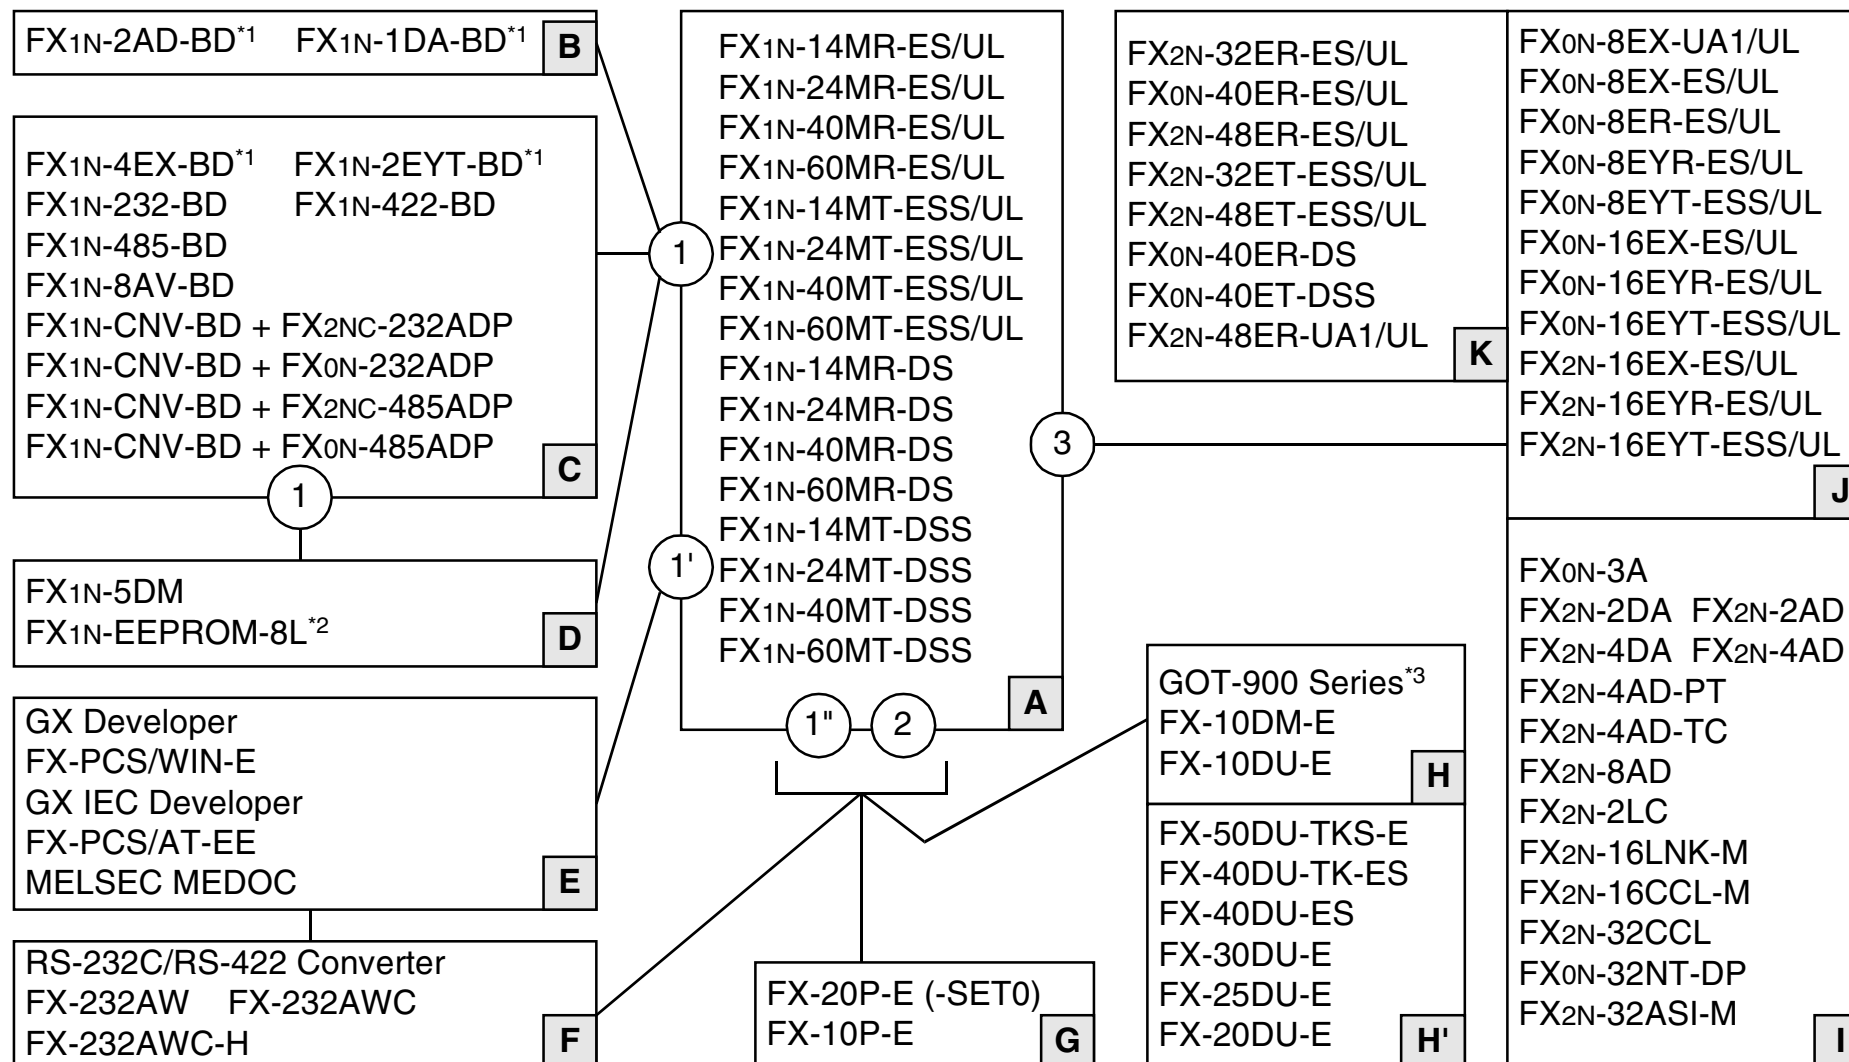 FX1N-2AD-BD*1 FX1N-1DA-BD*1
B
FX1N-4EX-BD*1 FX1N-2EYT-BD*1
FX1N-232-BD FX1N-422-BD
FX1N-485-BD
FX1N-8AV-BD
FX1N-CNV-BD + FX2NC-232ADP
FX1N-CNV-BD + FX0N-232ADP
FX1N-CNV-BD + FX2NC-485ADP
FX1N-CNV-BD + FX0N-485ADP
C
1
FX1N-5DM
FX1N-EEPROM-8L*2
D
GX Developer
FX-PCS/WIN-E
GX IEC Developer
FX-PCS/AT-EE
MELSEC MEDOC
E
RS-232C/RS-422 Converter
FX-232AW FX-232AWC
FX-232AWC-H
F
1
1'
FX1N-14MR-ES/UL
FX1N-24MR-ES/UL
FX1N-40MR-ES/UL
FX1N-60MR-ES/UL
FX1N-14MT-ESS/UL
FX1N-24MT-ESS/UL
FX1N-40MT-ESS/UL
FX1N-60MT-ESS/UL
FX1N-14MR-DS
FX1N-24MR-DS
FX1N-40MR-DS
FX1N-60MR-DS
FX1N-14MT-DSS
FX1N-24MT-DSS
FX1N-40MT-DSS
FX1N-60MT-DSS
A
1"
2
3
FX-20P-E (-SET0)
FX-10P-E
G
GOT-900 Series*3
FX-10DM-E
FX-10DU-E
H
FX-50DU-TKS-E
FX-40DU-TK-ES
FX-40DU-ES
FX-30DU-E
FX-25DU-E
FX-20DU-E
H'
FX2N-32ER-ES/UL
FX0N-40ER-ES/UL
FX2N-48ER-ES/UL
FX2N-32ET-ESS/UL
FX2N-48ET-ESS/UL
FX0N-40ER-DS
FX0N-40ET-DSS
FX2N-48ER-UA1/UL
K
FX0N-8EX-UA1/UL
FX0N-8EX-ES/UL
FX0N-8ER-ES/UL
FX0N-8EYR-ES/UL
FX0N-8EYT-ESS/UL
FX0N-16EX-ES/UL
FX0N-16EYR-ES/UL
FX0N-16EYT-ESS/UL
FX2N-16EX-ES/UL
FX2N-16EYR-ES/UL
FX2N-16EYT-ESS/UL
J
FX0N-3A
FX2N-2DA FX2N-2AD
FX2N-4DA FX2N-4AD
FX2N-4AD-PT
FX2N-4AD-TC
FX2N-8AD
FX2N-2LC
FX2N-16LNK-M
FX2N-16CCL-M
FX2N-32CCL
FX0N-32NT-DP
FX2N-32ASI-M
I